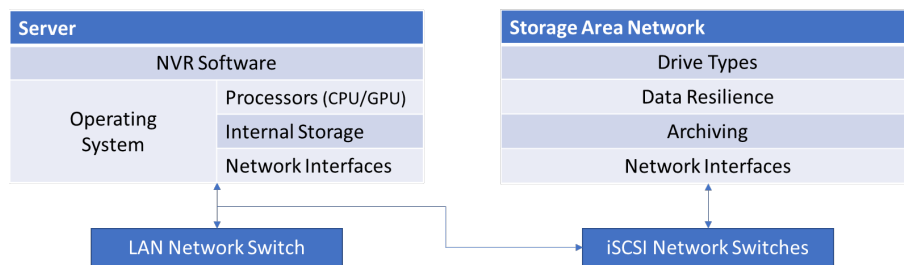 Server
NVR Software
Operating
System
Processors (CPU/GPU)
Internal Storage
Network Interfaces
Storage Area Network
Drive Types
Data Resilience
Archiving
Network Interfaces
LAN Network Switch
iSCSI Network Switches